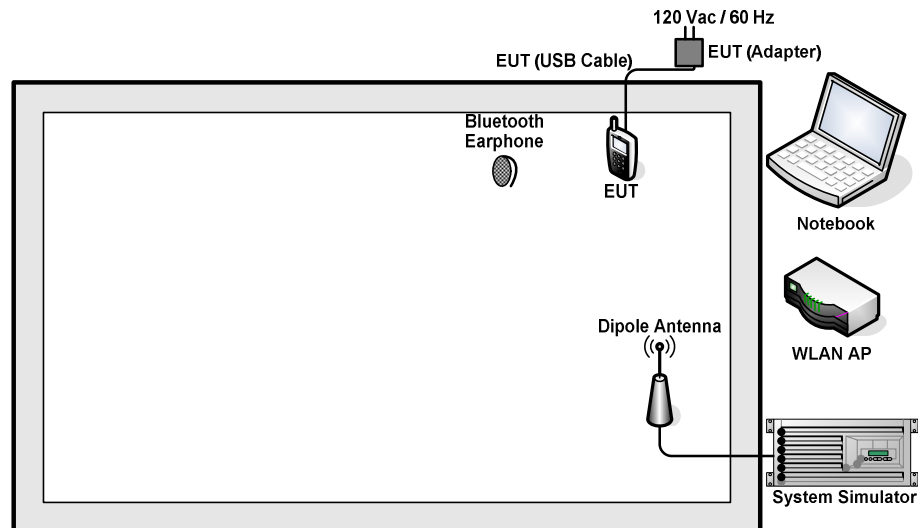 120 Vac / 60 Hz
EUT (Adapter)
EUT (USB Cable)
Bluetooth
Earphone
EUT
Notebook
Dipole Antenna
WLAN AP
System Simulator